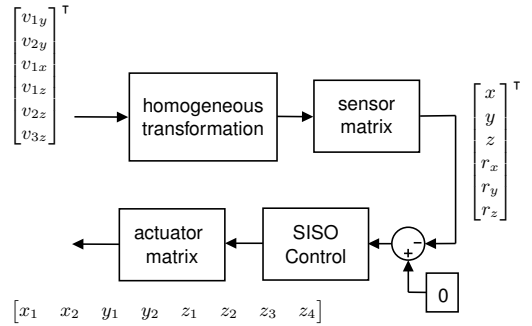 [v1y v2y v1x v1z v2z v3z]ᵀ
homogeneous
transformation
sensor
matrix
[x y z rx ry rz]ᵀ
actuator
matrix
SISO
Control
−
+
0
[x1 x2 y1 y2 z1 z2 z3 z4]